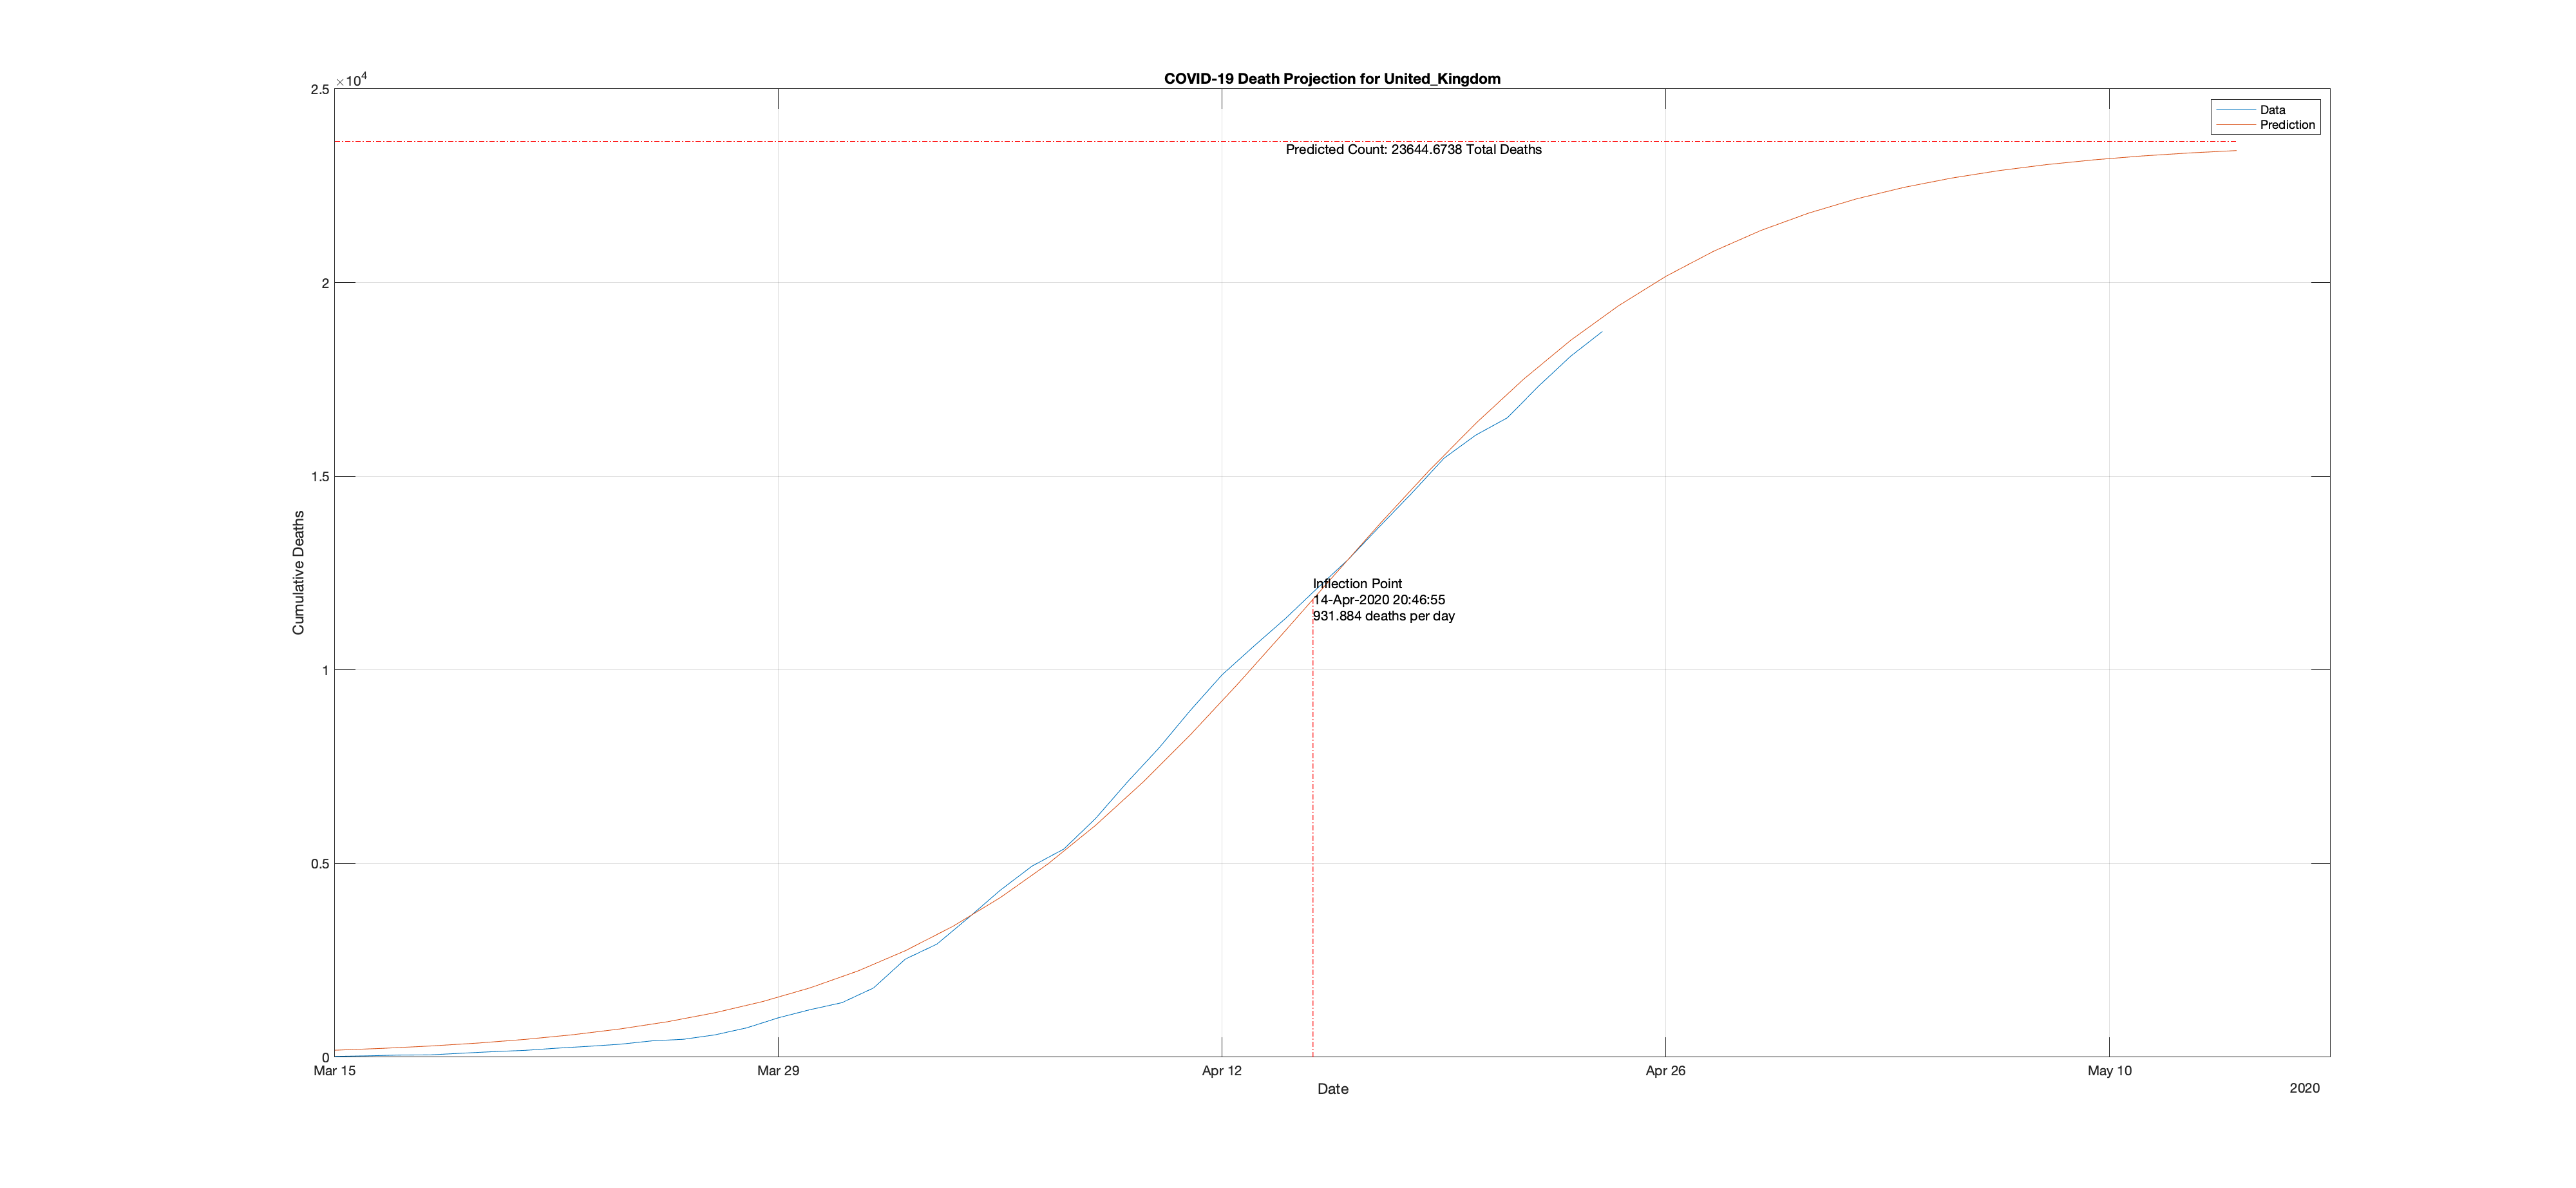 COVID-19 Death Projection for United_Kingdom
×10^4
2.5
2
1.5
1
0.5
0
Cumulative Deaths
Data
Prediction
Predicted Count: 23644.6738 Total Deaths
Inflection Point
14-Apr-2020 20:46:55
931.884 deaths per day
Mar 15
Mar 29
Apr 12
Apr 26
May 10
Date
2020